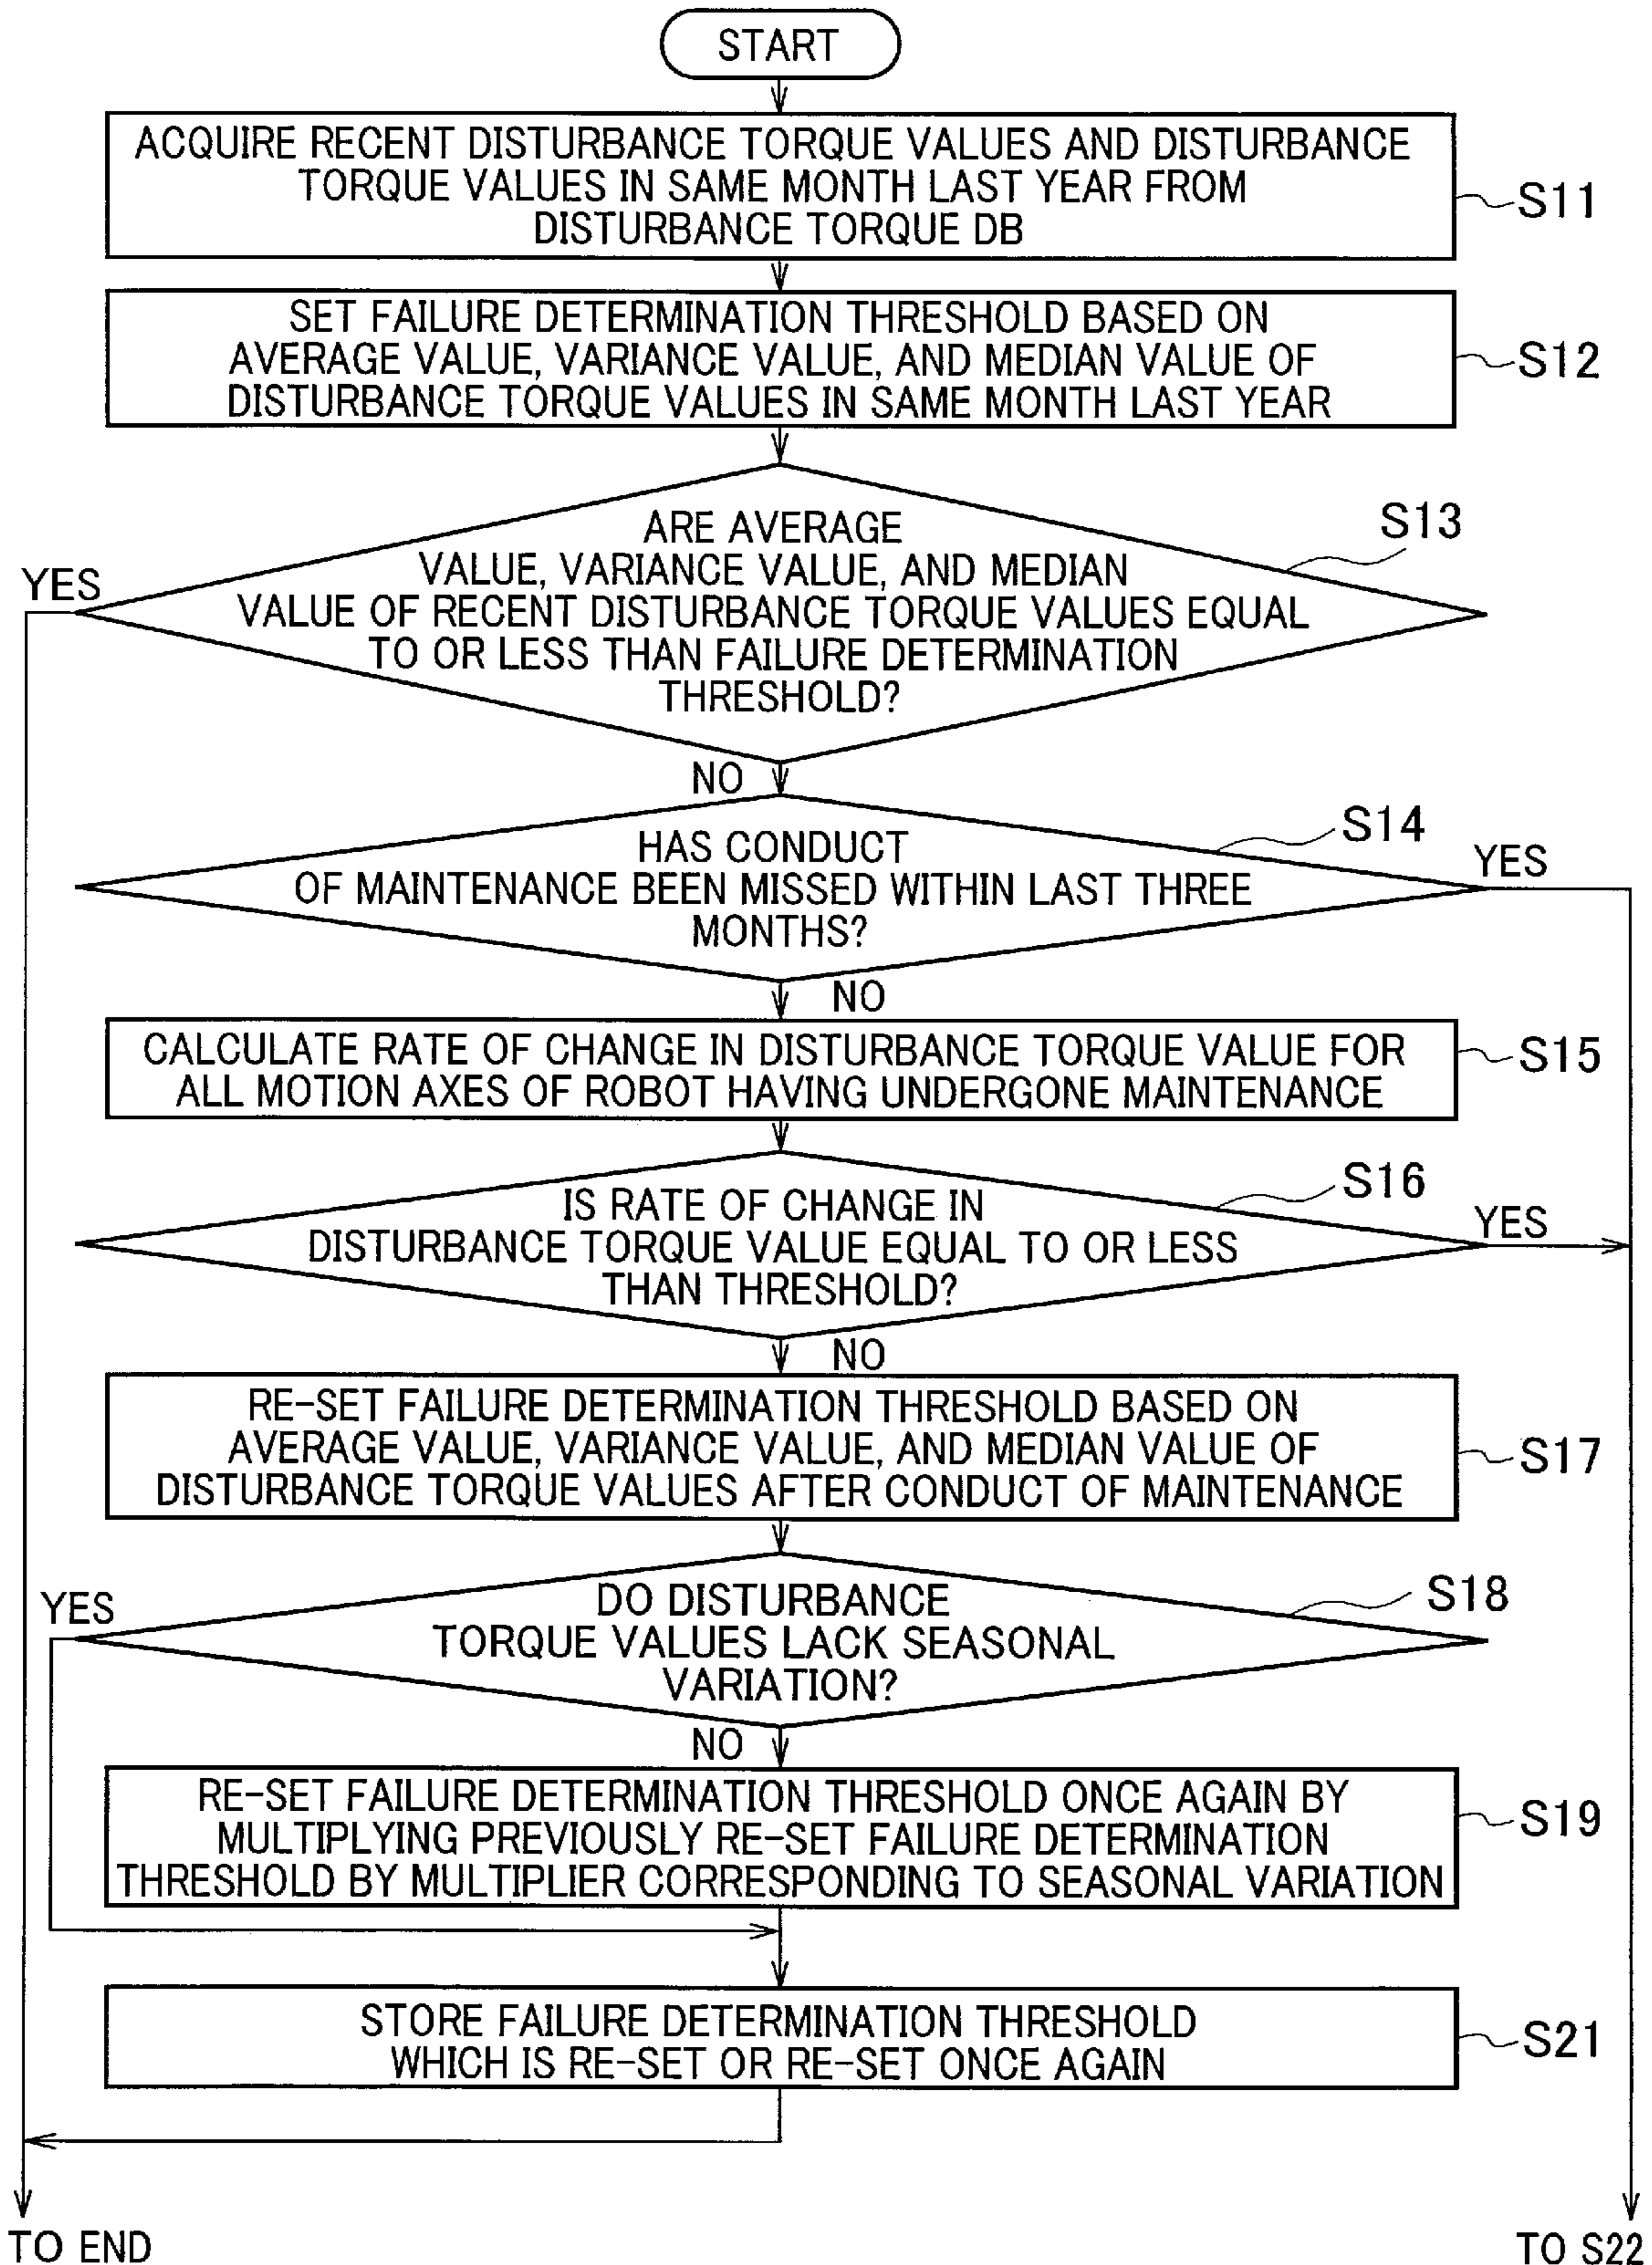 START
ACQUIRE RECENT DISTURBANCE TORQUE VALUES AND DISTURBANCE
TORQUE VALUES IN SAME MONTH LAST YEAR FROM
DISTURBANCE TORQUE DB
S11
SET FAILURE DETERMINATION THRESHOLD BASED ON
AVERAGE VALUE, VARIANCE VALUE, AND MEDIAN VALUE OF
DISTURBANCE TORQUE VALUES IN SAME MONTH LAST YEAR
S12
ARE AVERAGE
VALUE, VARIANCE VALUE, AND MEDIAN
VALUE OF RECENT DISTURBANCE TORQUE VALUES EQUAL
TO OR LESS THAN FAILURE DETERMINATION
THRESHOLD?
S13
YES
NO
HAS CONDUCT
OF MAINTENANCE BEEN MISSED WITHIN LAST THREE
MONTHS?
S14
YES
NO
CALCULATE RATE OF CHANGE IN DISTURBANCE TORQUE VALUE FOR
ALL MOTION AXES OF ROBOT HAVING UNDERGONE MAINTENANCE
S15
IS RATE OF CHANGE IN
DISTURBANCE TORQUE VALUE EQUAL TO OR LESS
THAN THRESHOLD?
S16
YES
NO
RE-SET FAILURE DETERMINATION THRESHOLD BASED ON
AVERAGE VALUE, VARIANCE VALUE, AND MEDIAN VALUE OF
DISTURBANCE TORQUE VALUES AFTER CONDUCT OF MAINTENANCE
S17
DO DISTURBANCE
TORQUE VALUES LACK SEASONAL
VARIATION?
S18
YES
NO
RE-SET FAILURE DETERMINATION THRESHOLD ONCE AGAIN BY
MULTIPLYING PREVIOUSLY RE-SET FAILURE DETERMINATION
THRESHOLD BY MULTIPLIER CORRESPONDING TO SEASONAL VARIATION
S19
STORE FAILURE DETERMINATION THRESHOLD
WHICH IS RE-SET OR RE-SET ONCE AGAIN
S21
TO END
TO S22